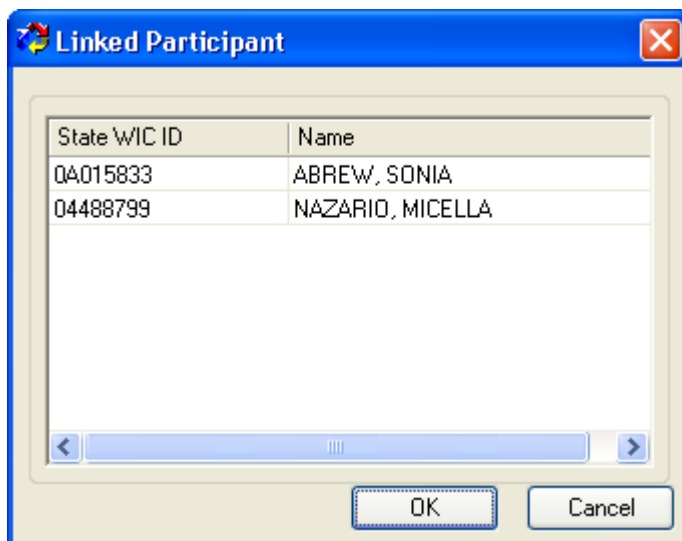 Linked Participant
State WIC ID Name
0A015833 ABREW, SONIA
04488799 NAZARIO, MICELLA
OK Cancel